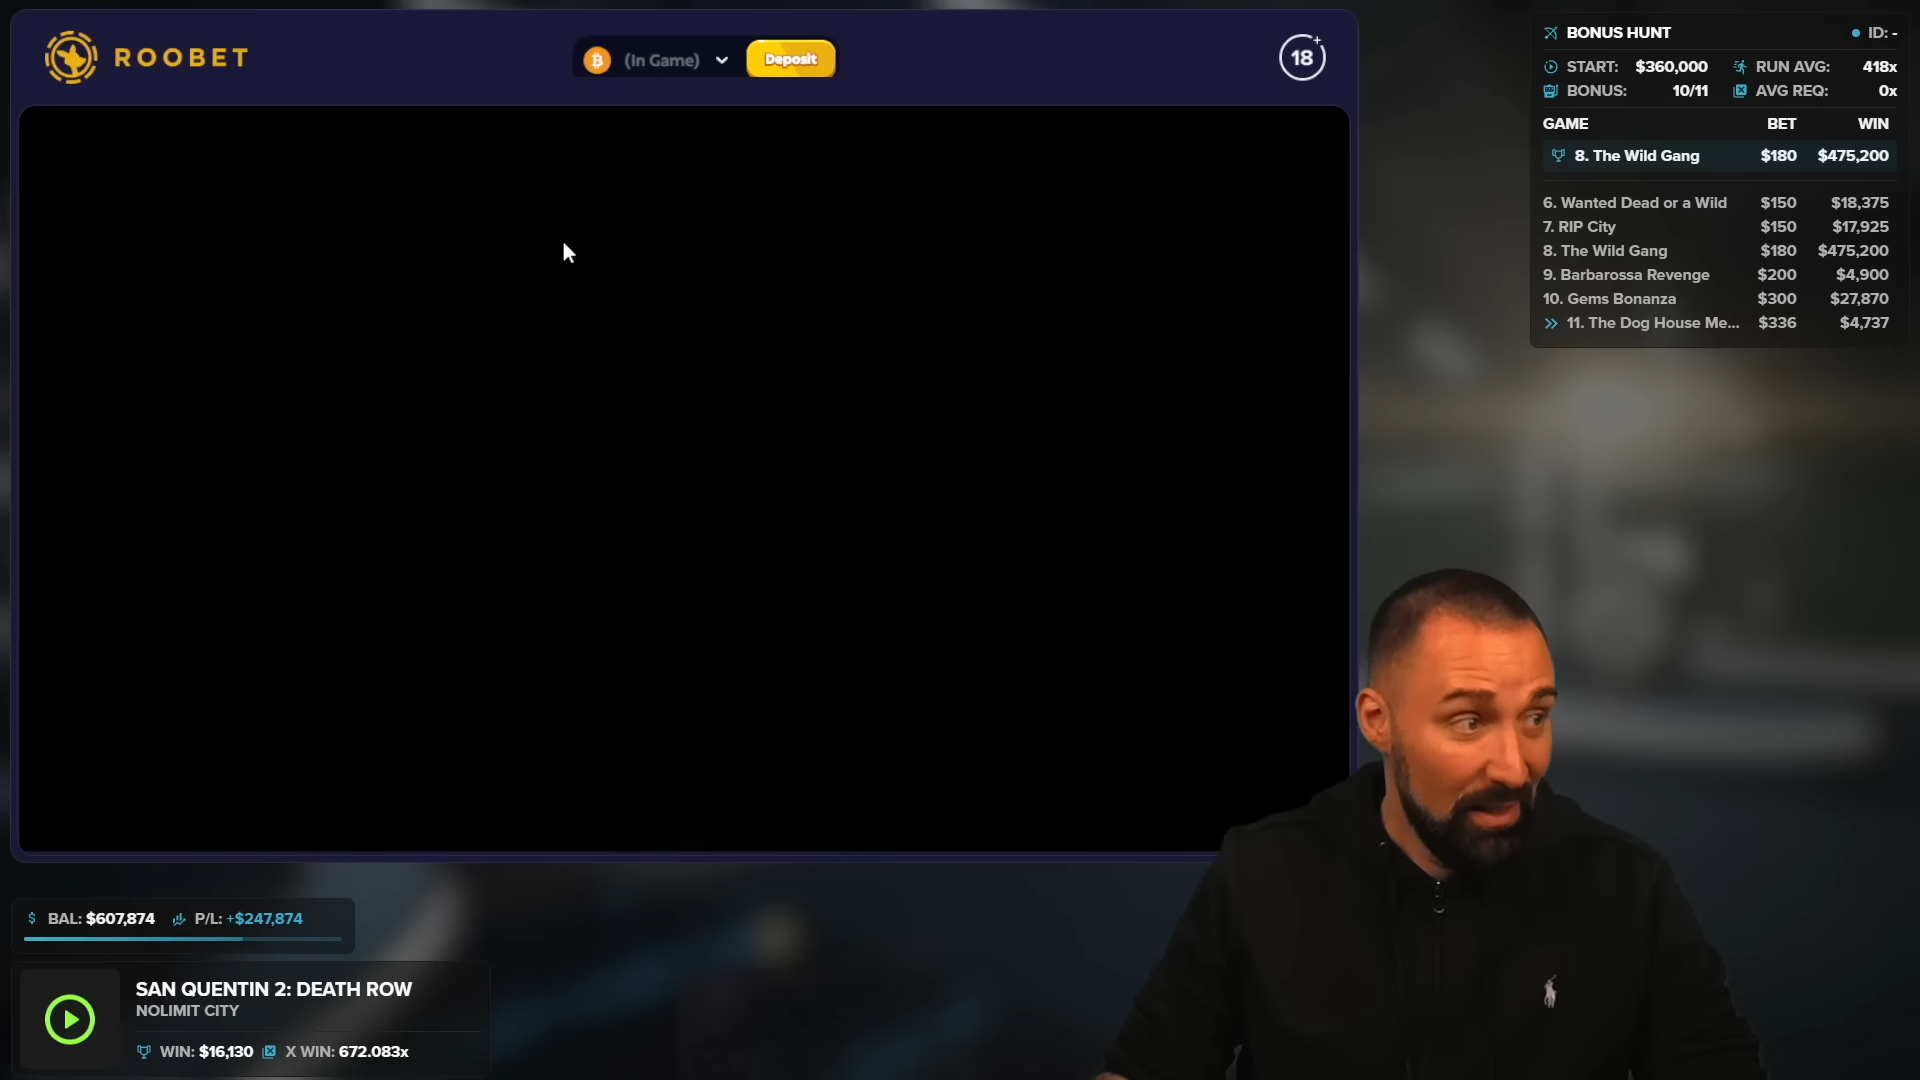 ROOBET
(In Game)
Deposit
18+
BONUS HUNT
ID: -
START: $360,000
RUN AVG: 418x
BONUS: 10/11
AVG REQ: 0x
GAME BET WIN
8. The Wild Gang $180 $475,200
6. Wanted Dead or a Wild $150 $18,375
7. RIP City $150 $17,925
8. The Wild Gang $180 $475,200
9. Barbarossa Revenge $200 $4,900
10. Gems Bonanza $300 $27,870
11. The Dog House Me... $336 $4,737
BAL: $607,874 P/L: +$247,874
SAN QUENTIN 2: DEATH ROW
NOLIMIT CITY
WIN: $16,130 X WIN: 672.083x